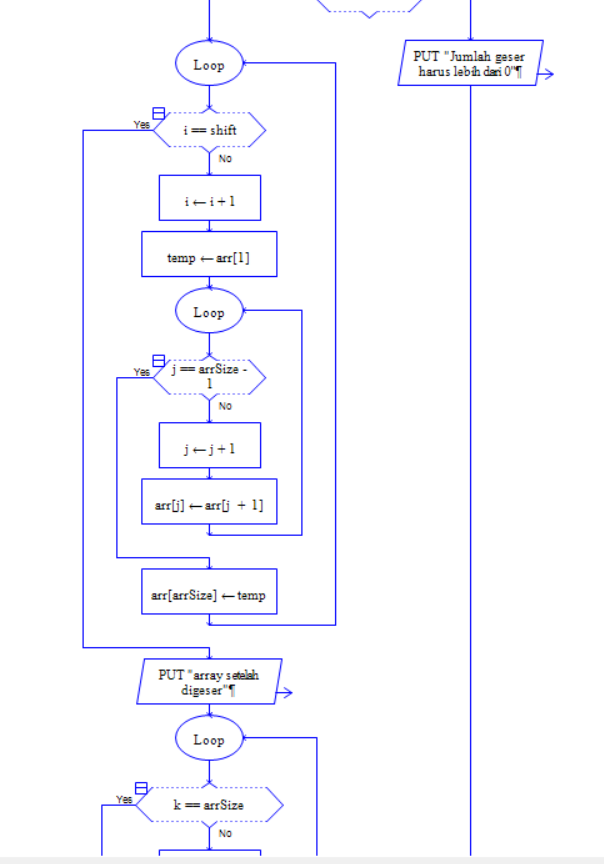 Loop
PUT "Jumlah geser
harus lebih dari 0"¶
Yes
i == shift
No
i ← i + 1
temp ← arr[1]
Loop
Yes
j == arrSize -
1
No
j ← j + 1
arr[j] ← arr[j + 1]
arr[arrSize] ← temp
PUT "array setelah
digeser"¶
Loop
Yes
k == arrSize
No